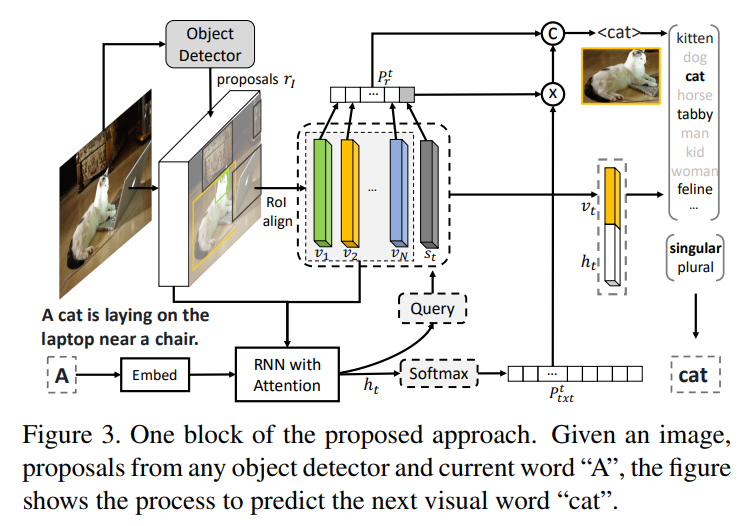 Object
Detector
proposals r_I
P_r^t
...
C
<cat>
X
kitten
dog
cat
horse
tabby
man
kid
woman
feline
...
RoI
align
...
v_1 v_2 v_N s_t
v_t
h_t
singular
plural
A cat is laying on the
laptop near a chair.
Query
A
Embed
RNN with
Attention
h_t
Softmax
...
P_txt^t
cat
Figure 3. One block of the proposed approach. Given an image,
proposals from any object detector and current word “A”, the figure
shows the process to predict the next visual word “cat”.